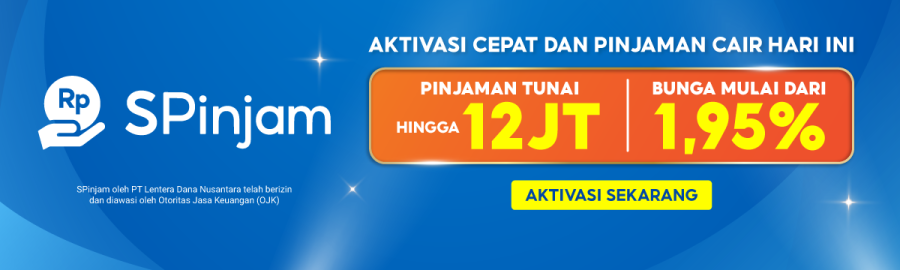 Rp
SPinjam
SPinjam oleh PT Lentera Dana Nusantara telah berizin
dan diawasi oleh Otoritas Jasa Keuangan (OJK)
AKTIVASI CEPAT DAN PINJAMAN CAIR HARI INI
PINJAMAN TUNAI
HINGGA 12JT
BUNGA MULAI DARI
1,95%
AKTIVASI SEKARANG